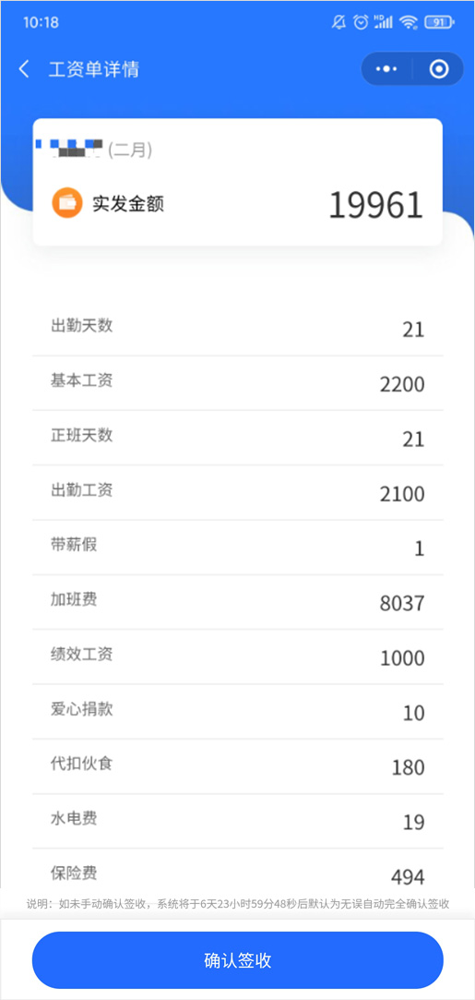 10:18
HD
91
工资单详情
(二月)
实发金额 19961
出勤天数 21
基本工资 2200
正班天数 21
出勤工资 2100
带薪假 1
加班费 8037
绩效工资 1000
爱心捐款 10
代扣伙食 180
水电费 19
保险费 494
说明：如未手动确认签收，系统将于6天23小时59分48秒后默认为无误自动完全确认签收
确认签收